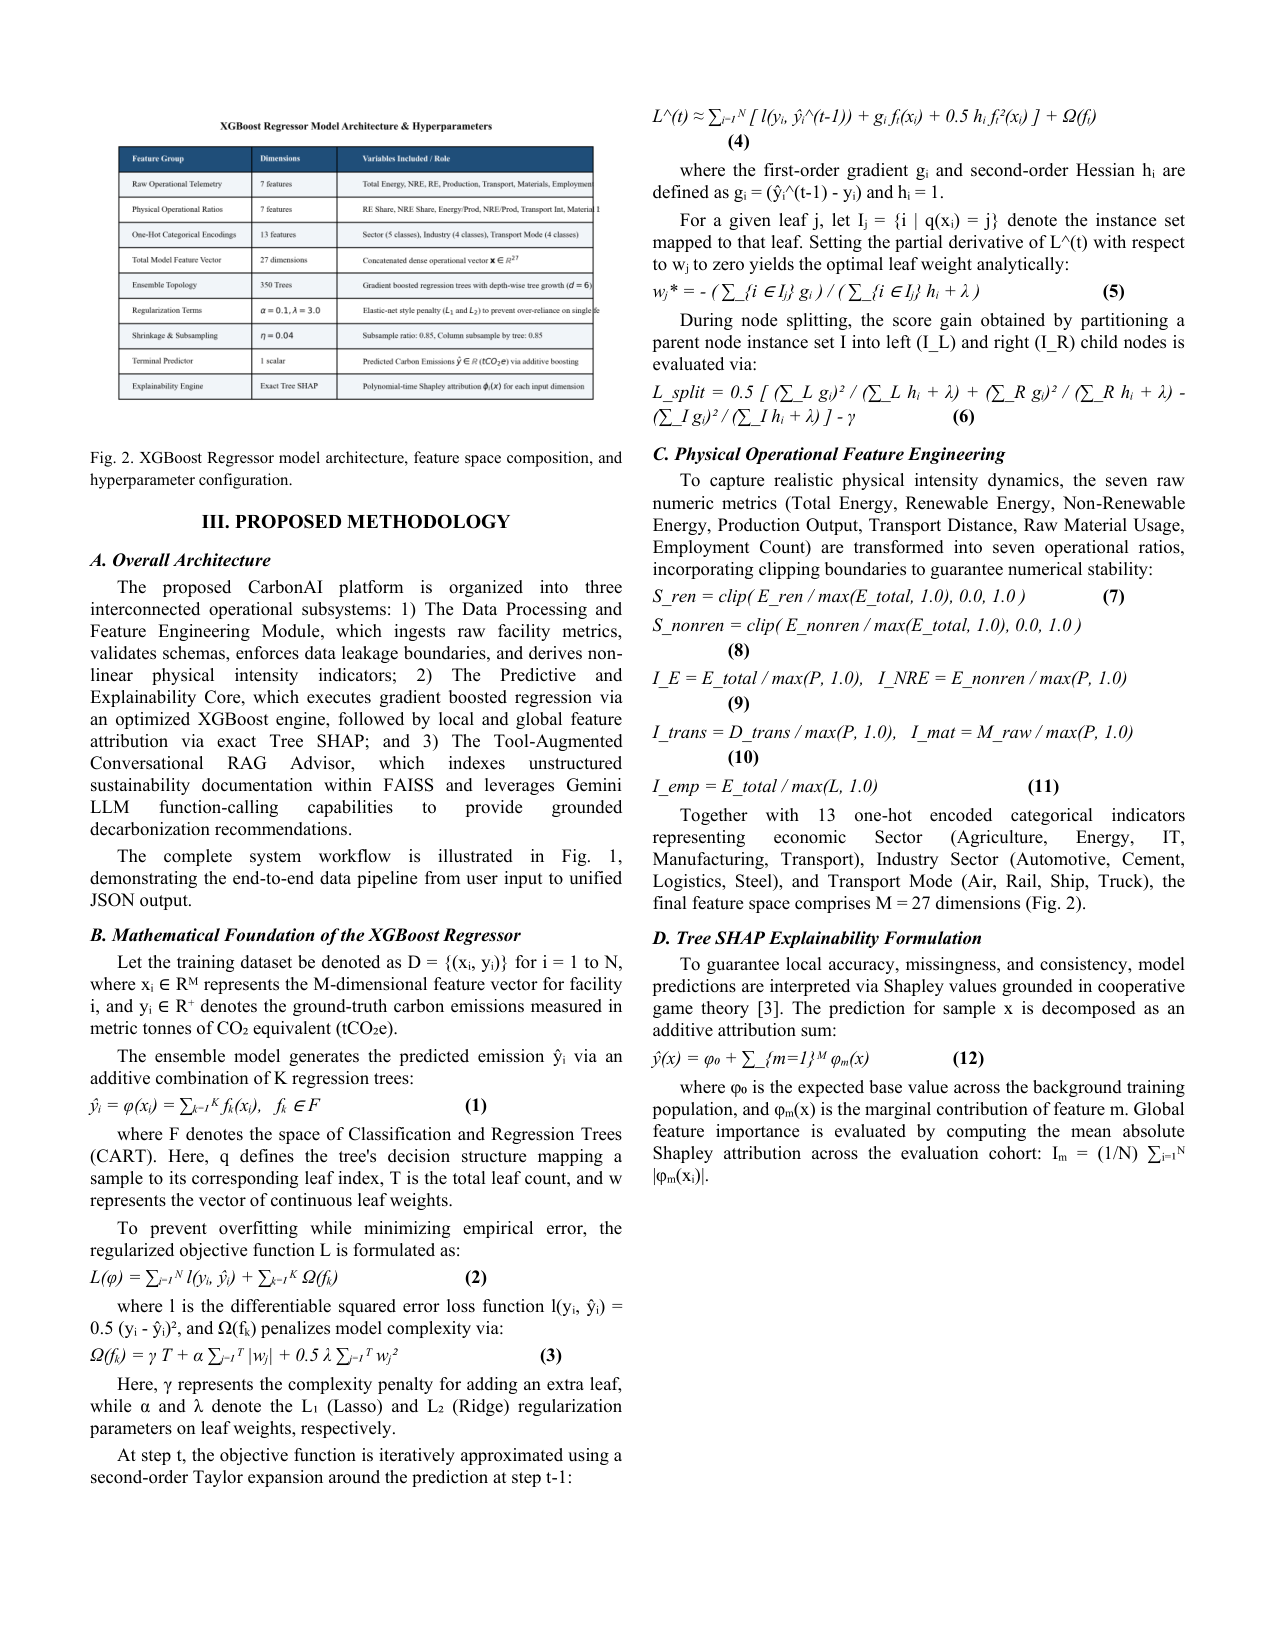 XGBoost Regressor Model Architecture & Hyperparameters
Feature Group Dimensions Variables Included / Role
Raw Operational Telemetry 7 features Total Energy, NRE, RE, Production, Transport, Materials, Employment
Physical Operational Ratios 7 features RE Share, NRE Share, Energy/Prod, NRE/Prod, Transport Int, Material I
One-Hot Categorical Encodings 13 features Sector (5 classes), Industry (4 classes), Transport Mode (4 classes)
Total Model Feature Vector 27 dimensions Concatenated dense operational vector x ∈ ℝ²⁷
Ensemble Topology 350 Trees Gradient boosted regression trees with depth-wise tree growth (d = 6)
Regularization Terms α = 0.1, λ = 3.0 Elastic-net style penalty (L₁ and L₂) to prevent over-reliance on single fe
Shrinkage & Subsampling η = 0.04 Subsample ratio: 0.85, Column subsample by tree: 0.85
Terminal Predictor 1 scalar Predicted Carbon Emissions ŷ ∈ ℝ (tCO₂e) via additive boosting
Explainability Engine Exact Tree SHAP Polynomial-time Shapley attribution ϕᵢ(x) for each input dimension
Fig. 2. XGBoost Regressor model architecture, feature space composition, and
hyperparameter configuration.
III. PROPOSED METHODOLOGY
A. Overall Architecture
The proposed CarbonAI platform is organized into three
interconnected operational subsystems: 1) The Data Processing and
Feature Engineering Module, which ingests raw facility metrics,
validates schemas, enforces data leakage boundaries, and derives non-
linear physical intensity indicators; 2) The Predictive and
Explainability Core, which executes gradient boosted regression via
an optimized XGBoost engine, followed by local and global feature
attribution via exact Tree SHAP; and 3) The Tool-Augmented
Conversational RAG Advisor, which indexes unstructured
sustainability documentation within FAISS and leverages Gemini
LLM function-calling capabilities to provide grounded
decarbonization recommendations.
The complete system workflow is illustrated in Fig. 1,
demonstrating the end-to-end data pipeline from user input to unified
JSON output.
B. Mathematical Foundation of the XGBoost Regressor
Let the training dataset be denoted as D = {(xᵢ, yᵢ)} for i = 1 to N,
where xᵢ ∈ Rᴹ represents the M-dimensional feature vector for facility
i, and yᵢ ∈ R⁺ denotes the ground-truth carbon emissions measured in
metric tonnes of CO₂ equivalent (tCO₂e).
The ensemble model generates the predicted emission ŷᵢ via an
additive combination of K regression trees:
ŷᵢ = φ(xᵢ) = ∑ₖ₌₁ᴷ fₖ(xᵢ), fₖ ∈ F (1)
where F denotes the space of Classification and Regression Trees
(CART). Here, q defines the tree's decision structure mapping a
sample to its corresponding leaf index, T is the total leaf count, and w
represents the vector of continuous leaf weights.
To prevent overfitting while minimizing empirical error, the
regularized objective function L is formulated as:
L(φ) = ∑ᵢ₌₁ᴺ l(yᵢ, ŷᵢ) + ∑ₖ₌₁ᴷ Ω(fₖ) (2)
where l is the differentiable squared error loss function l(yᵢ, ŷᵢ) =
0.5 (yᵢ - ŷᵢ)², and Ω(fₖ) penalizes model complexity via:
Ω(fₖ) = γ T + α ∑ⱼ₌₁ᵀ |wⱼ| + 0.5 λ ∑ⱼ₌₁ᵀ wⱼ² (3)
Here, γ represents the complexity penalty for adding an extra leaf,
while α and λ denote the L₁ (Lasso) and L₂ (Ridge) regularization
parameters on leaf weights, respectively.
At step t, the objective function is iteratively approximated using a
second-order Taylor expansion around the prediction at step t-1:
L^(t) ≈ ∑ᵢ₌₁ᴺ [ l(yᵢ, ŷᵢ^(t-1)) + gᵢ fₜ(xᵢ) + 0.5 hᵢ fₜ²(xᵢ) ] + Ω(fₜ)
(4)
where the first-order gradient gᵢ and second-order Hessian hᵢ are
defined as gᵢ = (ŷᵢ^(t-1) - yᵢ) and hᵢ = 1.
For a given leaf j, let Iⱼ = {i | q(xᵢ) = j} denote the instance set
mapped to that leaf. Setting the partial derivative of L^(t) with respect
to wⱼ to zero yields the optimal leaf weight analytically:
wⱼ* = - ( ∑_{i ∈ Iⱼ} gᵢ ) / ( ∑_{i ∈ Iⱼ} hᵢ + λ ) (5)
During node splitting, the score gain obtained by partitioning a
parent node instance set I into left (I_L) and right (I_R) child nodes is
evaluated via:
L_split = 0.5 [ (∑_L gᵢ)² / (∑_L hᵢ + λ) + (∑_R gᵢ)² / (∑_R hᵢ + λ) -
(∑_I gᵢ)² / (∑_I hᵢ + λ) ] - γ (6)
C. Physical Operational Feature Engineering
To capture realistic physical intensity dynamics, the seven raw
numeric metrics (Total Energy, Renewable Energy, Non-Renewable
Energy, Production Output, Transport Distance, Raw Material Usage,
Employment Count) are transformed into seven operational ratios,
incorporating clipping boundaries to guarantee numerical stability:
S_ren = clip( E_ren / max(E_total, 1.0), 0.0, 1.0 ) (7)
S_nonren = clip( E_nonren / max(E_total, 1.0), 0.0, 1.0 )
(8)
I_E = E_total / max(P, 1.0), I_NRE = E_nonren / max(P, 1.0)
(9)
I_trans = D_trans / max(P, 1.0), I_mat = M_raw / max(P, 1.0)
(10)
I_emp = E_total / max(L, 1.0) (11)
Together with 13 one-hot encoded categorical indicators
representing economic Sector (Agriculture, Energy, IT,
Manufacturing, Transport), Industry Sector (Automotive, Cement,
Logistics, Steel), and Transport Mode (Air, Rail, Ship, Truck), the
final feature space comprises M = 27 dimensions (Fig. 2).
D. Tree SHAP Explainability Formulation
To guarantee local accuracy, missingness, and consistency, model
predictions are interpreted via Shapley values grounded in cooperative
game theory [3]. The prediction for sample x is decomposed as an
additive attribution sum:
ŷ(x) = φ₀ + ∑_{m=1}ᴹ φₘ(x) (12)
where φ₀ is the expected base value across the background training
population, and φₘ(x) is the marginal contribution of feature m. Global
feature importance is evaluated by computing the mean absolute
Shapley attribution across the evaluation cohort: Iₘ = (1/N) ∑ᵢ₌₁ᴺ
|φₘ(xᵢ)|.